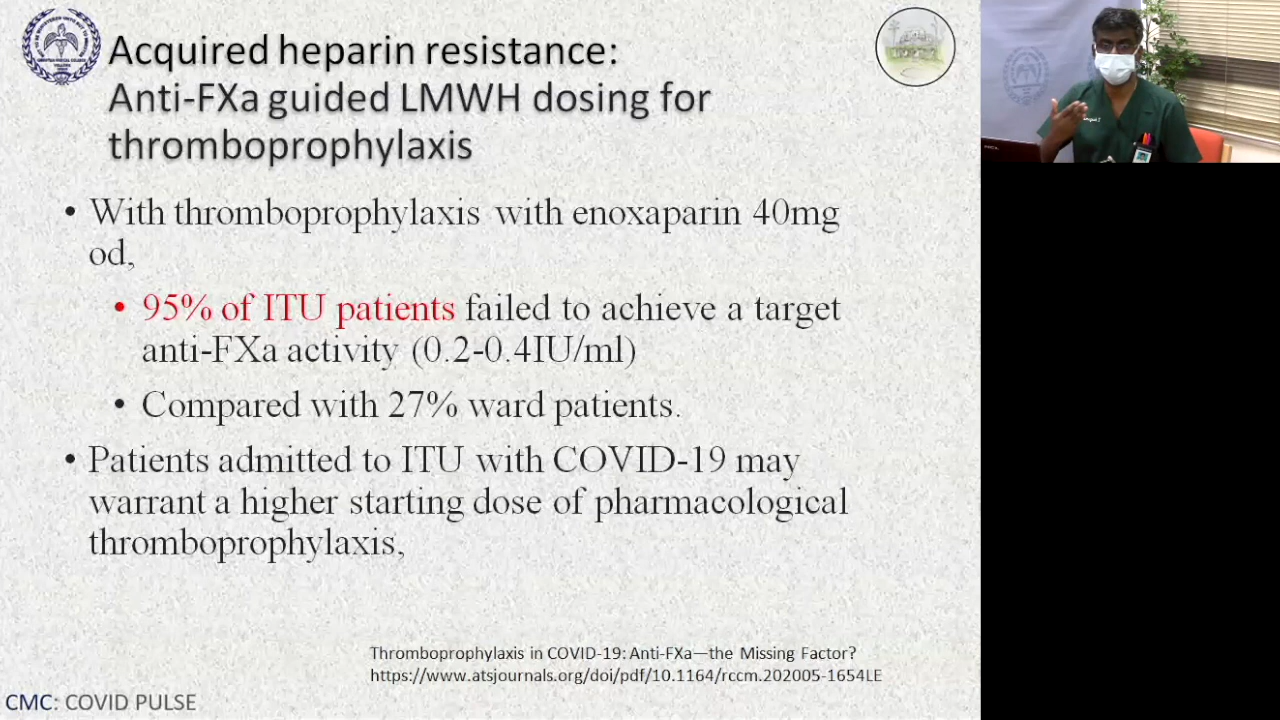 Acquired heparin resistance:
Anti-FXa guided LMWH dosing for
thromboprophylaxis
• With thromboprophylaxis with enoxaparin 40mg
od,
• 95% of ITU patients failed to achieve a target
anti-FXa activity (0.2-0.4IU/ml)
• Compared with 27% ward patients.
• Patients admitted to ITU with COVID-19 may
warrant a higher starting dose of pharmacological
thromboprophylaxis,
Thromboprophylaxis in COVID-19: Anti-FXa—the Missing Factor?
https://www.atsjournals.org/doi/pdf/10.1164/rccm.202005-1654LE
CMC: COVID PULSE